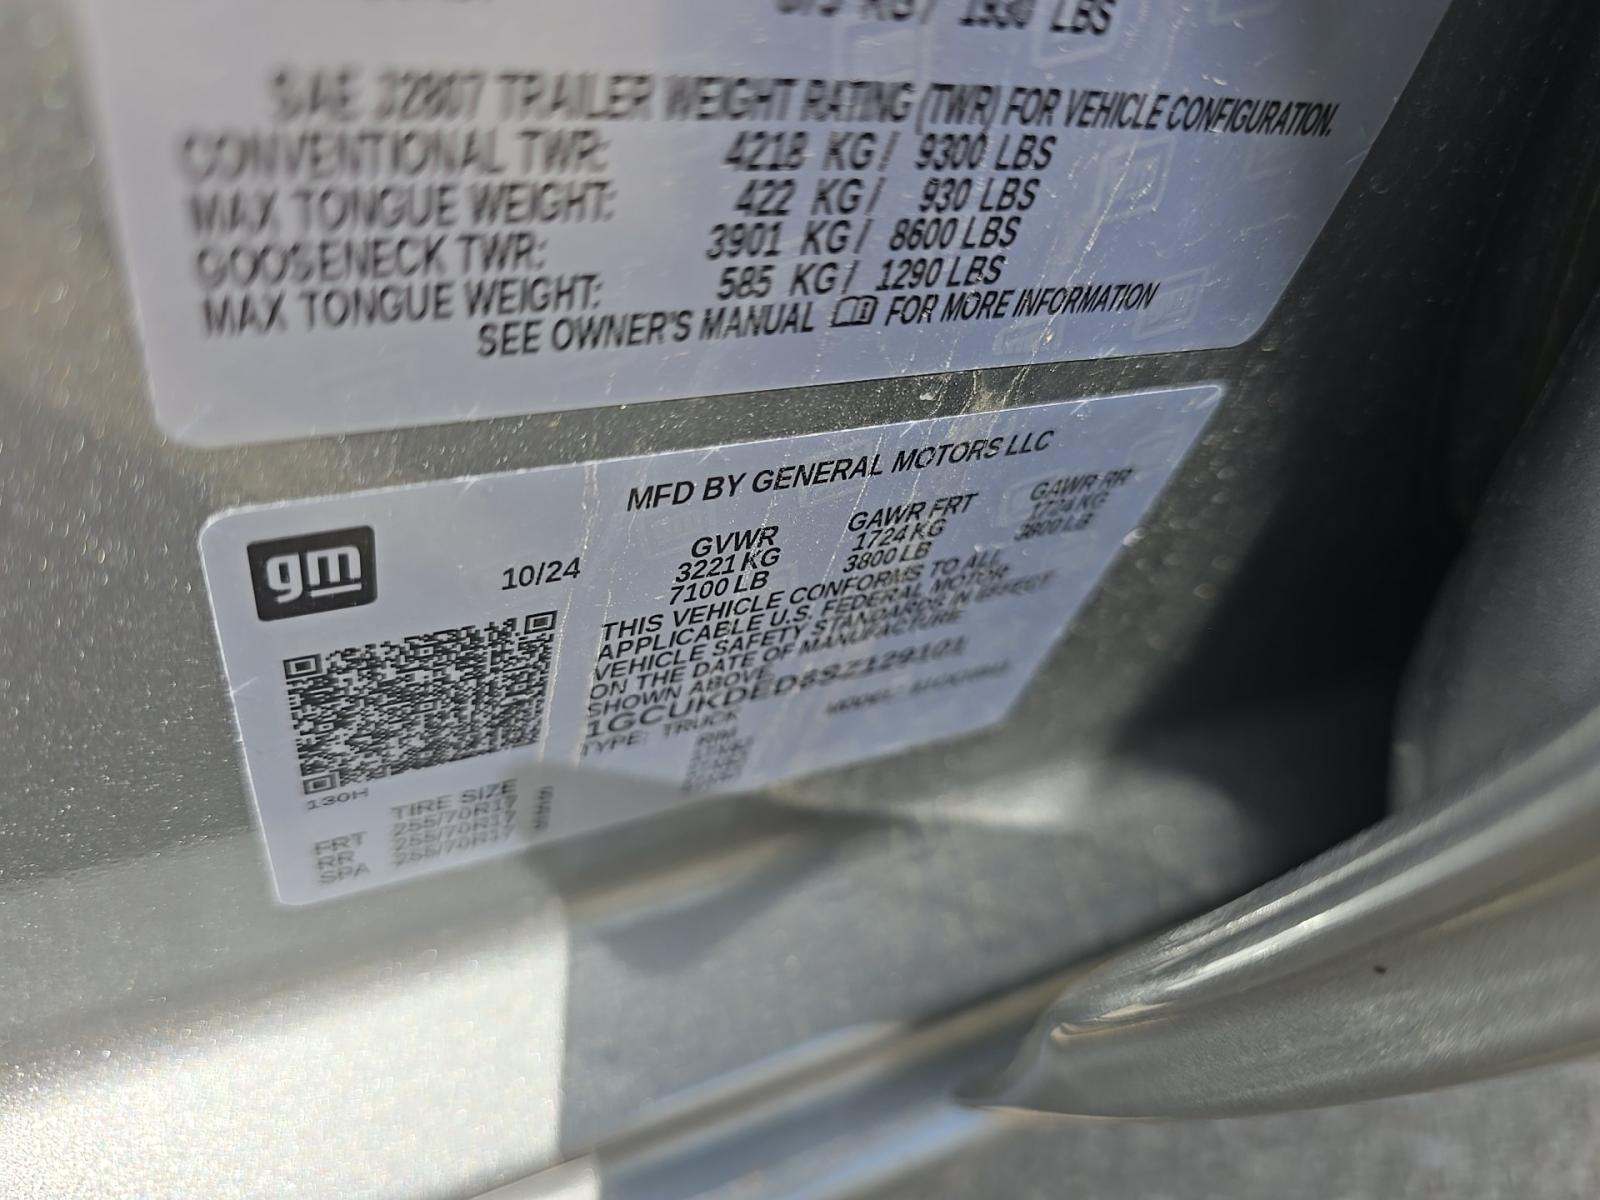 KG / 1930 LBS
SAE J2807 TRAILER WEIGHT RATING (TWR) FOR VEHICLE CONFIGURATION.
CONVENTIONAL TWR: 4218 KG / 9300 LBS
MAX TONGUE WEIGHT: 422 KG / 930 LBS
GOOSENECK TWR: 3901 KG / 8600 LBS
MAX TONGUE WEIGHT: 585 KG / 1290 LBS
SEE OWNER'S MANUAL FOR MORE INFORMATION
MFD BY GENERAL MOTORS LLC
gm
10/24
GVWR GAWR FRT GAWR RR
3221 KG 1724 KG 1724 KG
7100 LB 3800 LB 3800 LB
THIS VEHICLE CONFORMS TO ALL
APPLICABLE U.S. FEDERAL MOTOR
VEHICLE SAFETY STANDARDS IN EFFECT
ON THE DATE OF MANUFACTURE
SHOWN ABOVE.
1GCUKDED8SZ129101
TYPE: TRUCK
130H
TIRE SIZE RIM
FRT 255/70R17
RR 255/70R17
SPA 255/70R17